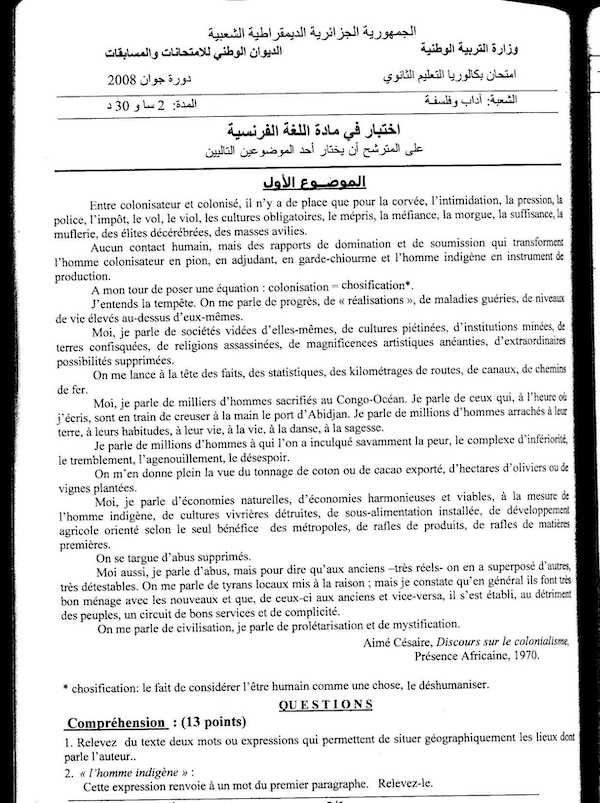 الجمهورية الجزائرية الديمقراطية الشعبية
وزارة التربية الوطنية الديوان الوطني للامتحانات والمسابقات
امتحان بكالوريا التعليم الثانوي دورة جوان 2008
الشعبة: آداب وفلسفة المدة: 2 سا و 30 د
اختبار في مادة اللغة الفرنسية
على المترشح أن يختار أحد الموضوعين التاليين
الموضوع الأول
Entre colonisateur et colonisé, il n'y a de place que pour la corvée, l'intimidation, la pression, la
police, l'impôt, le vol, le viol, les cultures obligatoires, le mépris, la méfiance, la morgue, la suffisance, la
muflerie, des élites décérébrées, des masses avilies.
Aucun contact humain, mais des rapports de domination et de soumission qui transforment
l'homme colonisateur en pion, en adjudant, en garde-chiourme et l'homme indigène en instrument de
production.
A mon tour de poser une équation : colonisation = chosification*.
J'entends la tempête. On me parle de progrès, de « réalisations », de maladies guéries, de niveaux
de vie élevés au-dessus d'eux-mêmes.
Moi, je parle de sociétés vidées d'elles-mêmes, de cultures piétinées, d'institutions minées, de
terres confisquées, de religions assassinées, de magnificences artistiques anéanties, d'extraordinaires
possibilités supprimées.
On me lance à la tête des faits, des statistiques, des kilométrages de routes, de canaux, de chemins
de fer.
Moi, je parle de milliers d'hommes sacrifiés au Congo-Océan. Je parle de ceux qui, à l'heure où
j'écris, sont en train de creuser à la main le port d'Abidjan. Je parle de millions d'hommes arrachés à leur
terre, à leurs habitudes, à leur vie, à la vie, à la danse, à la sagesse.
Je parle de millions d'hommes à qui l'on a inculqué savamment la peur, le complexe d'infériorité,
le tremblement, l'agenouillement, le désespoir.
On m'en donne plein la vue du tonnage de coton ou de cacao exporté, d'hectares d'oliviers ou de
vignes plantées.
Moi, je parle d'économies naturelles, d'économies harmonieuses et viables, à la mesure de
l'homme indigène, de cultures vivrières détruites, de sous-alimentation installée, de développement
agricole orienté selon le seul bénéfice des métropoles, de rafles de produits, de rafles de matières
premières.
On se targue d'abus supprimés.
Moi aussi, je parle d'abus, mais pour dire qu'aux anciens –très réels- on en a superposé d'autres,
très détestables. On me parle de tyrans locaux mis à la raison ; mais je constate qu'en général ils font très
bon ménage avec les nouveaux et que, de ceux-ci aux anciens et vice-versa, il s'est établi, au détriment
des peuples, un circuit de bons services et de complicité.
On me parle de civilisation, je parle de prolétarisation et de mystification.
Aimé Césaire, Discours sur le colonialisme,
Présence Africaine, 1970.
* chosification: le fait de considérer l'être humain comme une chose, le déshumaniser.
QUESTIONS
Compréhension : (13 points)
1. Relevez du texte deux mots ou expressions qui permettent de situer géographiquement les lieux dont
parle l'auteur..
2. « l'homme indigène » :
Cette expression renvoie à un mot du premier paragraphe. Relevez-le.